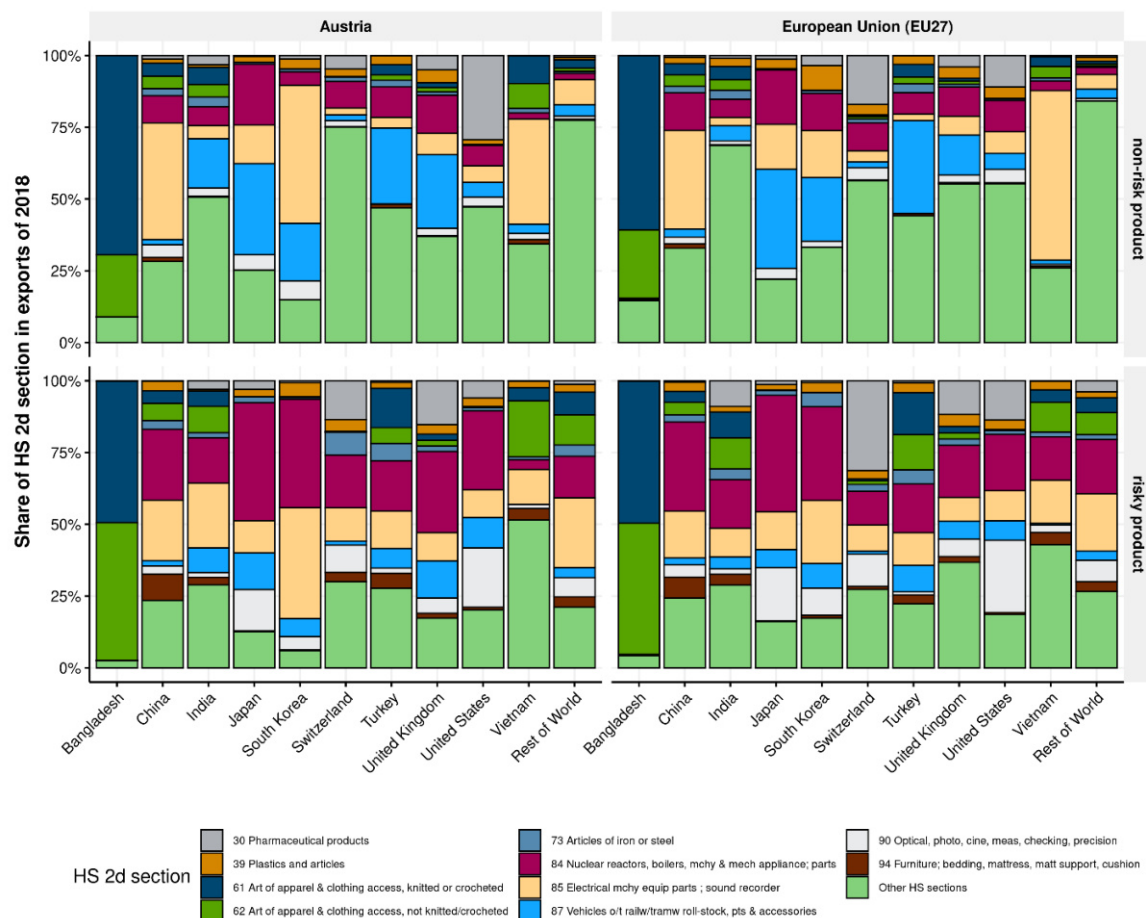 Austria
European Union (EU27)
Share of HS 2d section in exports of 2018
100%
75%
50%
25%
0%
non-risk product
100%
75%
50%
25%
0%
risky product
Bangladesh
China
India
Japan
South Korea
Switzerland
Turkey
United Kingdom
United States
Vietnam
Rest of World
Bangladesh
China
India
Japan
South Korea
Switzerland
Turkey
United Kingdom
United States
Vietnam
Rest of World
HS 2d section
30 Pharmaceutical products
39 Plastics and articles
61 Art of apparel & clothing access, knitted or crocheted
62 Art of apparel & clothing access, not knitted/crocheted
73 Articles of iron or steel
84 Nuclear reactors, boilers, mchy & mech appliance; parts
85 Electrical mchy equip parts ; sound recorder
87 Vehicles o/t railw/tramw roll-stock, pts & accessories
90 Optical, photo, cine, meas, checking, precision
94 Furniture; bedding, mattress, matt support, cushion
Other HS sections